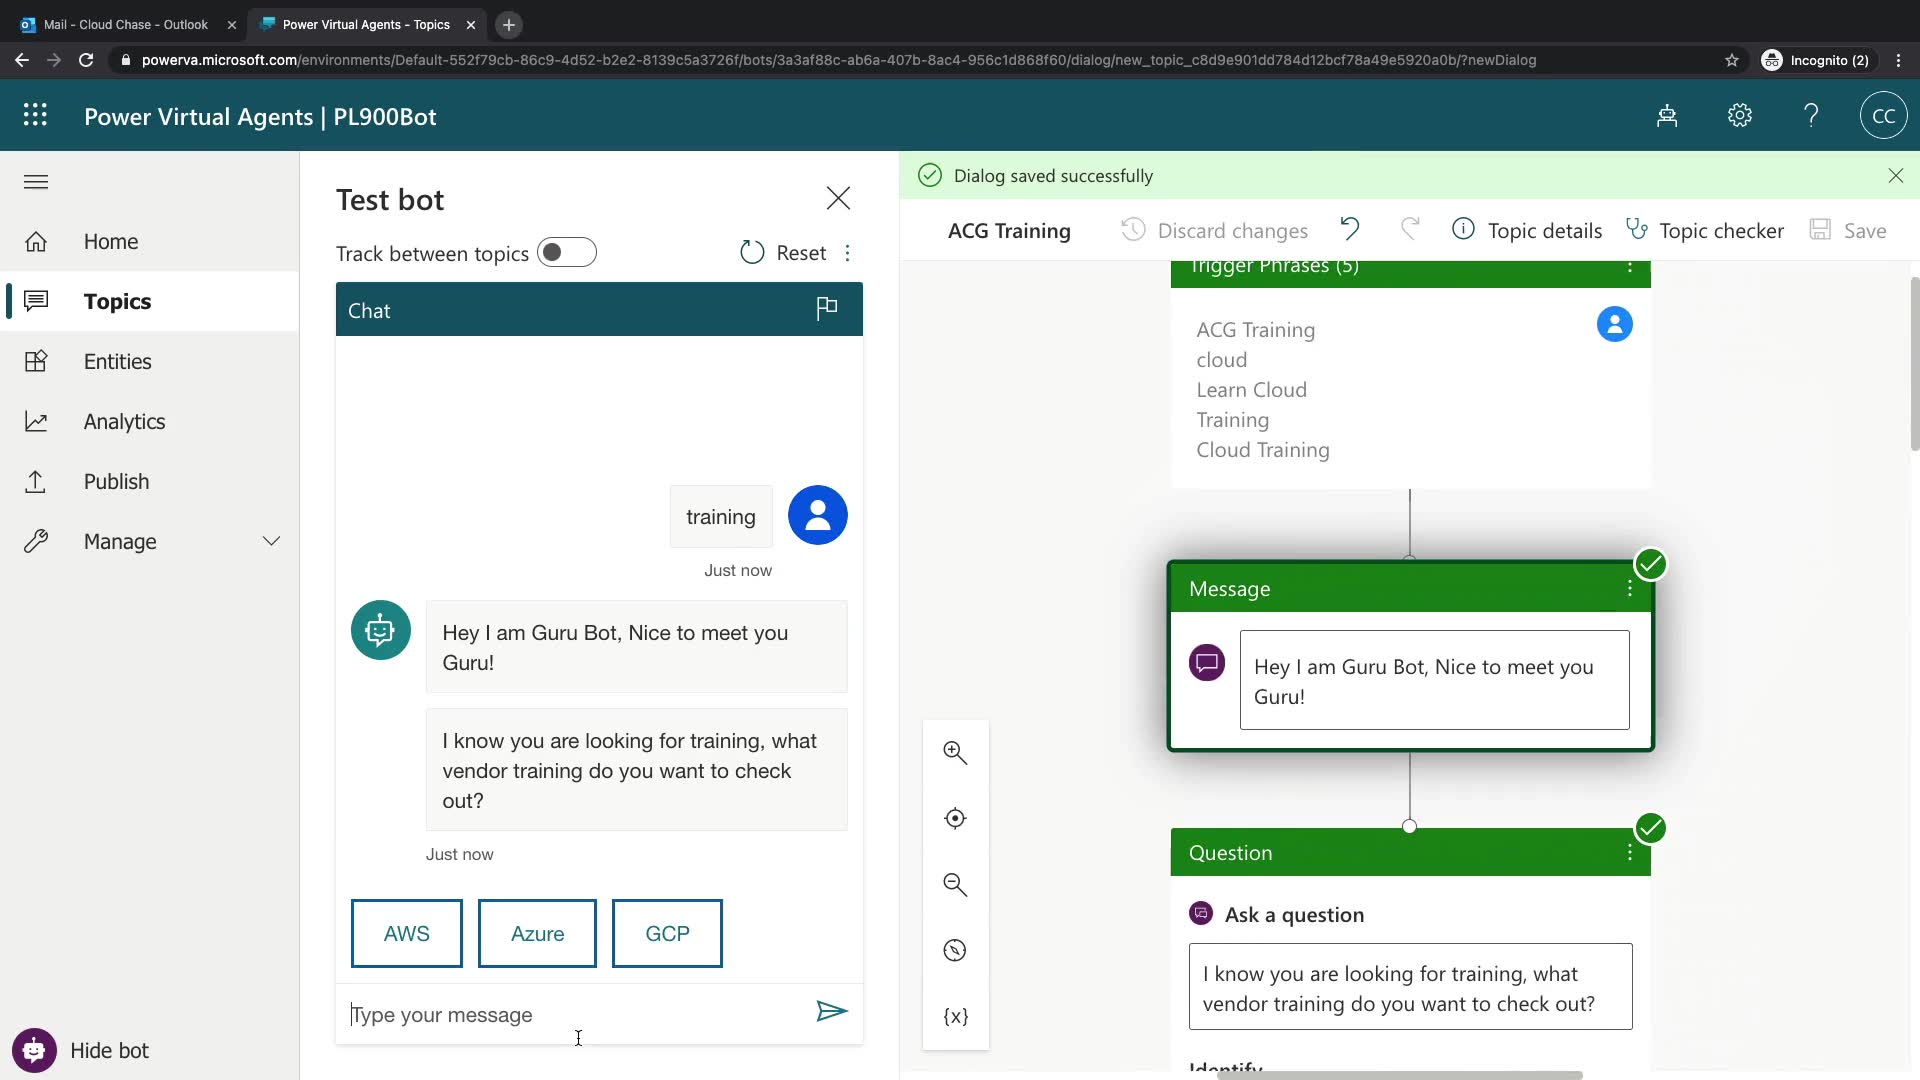 Mail - Cloud Chase - Outlook
Power Virtual Agents - Topics
powerva.microsoft.com/environments/Default-552f79cb-86c9-4d52-b2e2-8139c5a3726f/bots/3a3af88c-ab6a-407b-8ac4-956c1d868f60/dialog/new_topic_c8d9e901dd784d12bcf78a49e5920a0b/?newDialog
Incognito (2)
Power Virtual Agents | PL900Bot
CC
Home
Topics
Entities
Analytics
Publish
Manage
Hide bot
Test bot
Track between topics
Reset
Chat
training
Just now
Hey I am Guru Bot, Nice to meet you
Guru!
I know you are looking for training, what
vendor training do you want to check
out?
Just now
AWS
Azure
GCP
Type your message
Dialog saved successfully
ACG Training
Discard changes
Topic details
Topic checker
Save
Trigger Phrases (5)
ACG Training
cloud
Learn Cloud
Training
Cloud Training
Message
Hey I am Guru Bot, Nice to meet you
Guru!
Question
Ask a question
I know you are looking for training, what
vendor training do you want to check out?
Identify
{x}